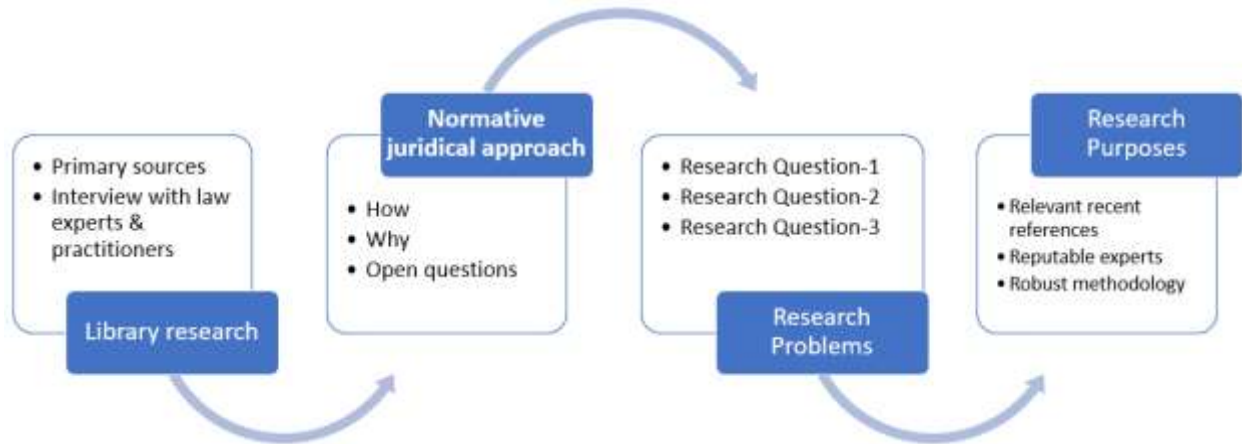 • Primary sources
• Interview with law
experts &
practitioners
Library research
Normative
juridical approach
• How
• Why
• Open questions
• Research Question-1
• Research Question-2
• Research Question-3
Research
Problems
Research
Purposes
• Relevant recent
references
• Reputable experts
• Robust methodology